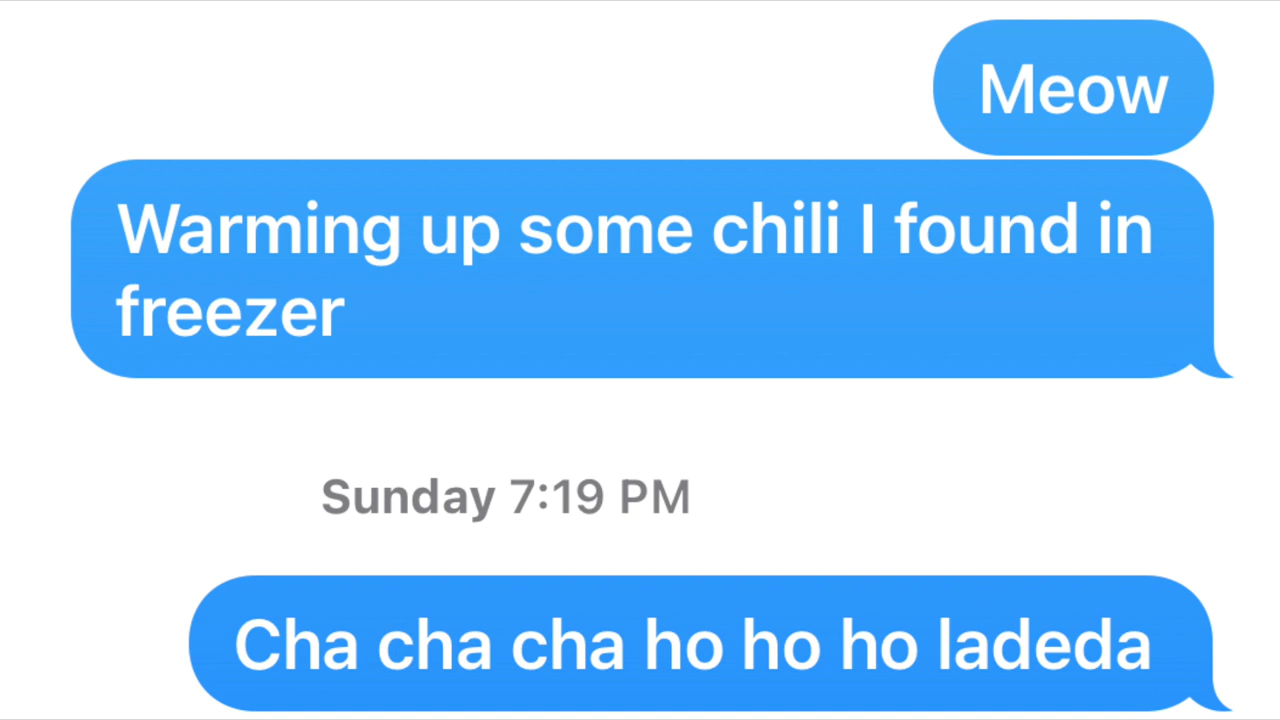 Meow
Warming up some chili I found in
freezer
Sunday 7:19 PM
Cha cha cha ho ho ho ladeda